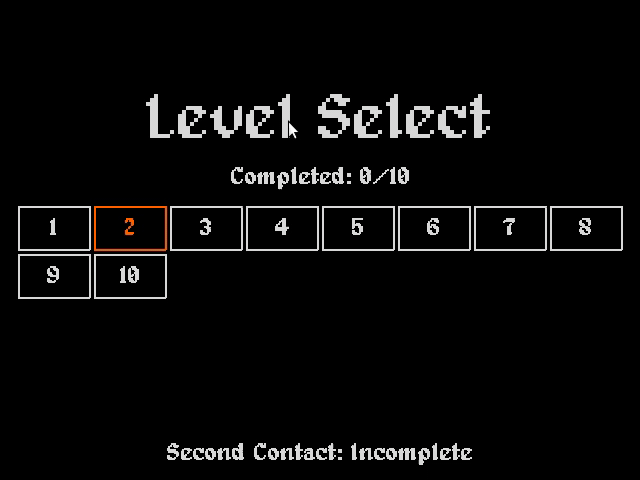 Level Select
Completed: 0/10
1 2 3 4 5 6 7 8
9 10
Second Contact: Incomplete